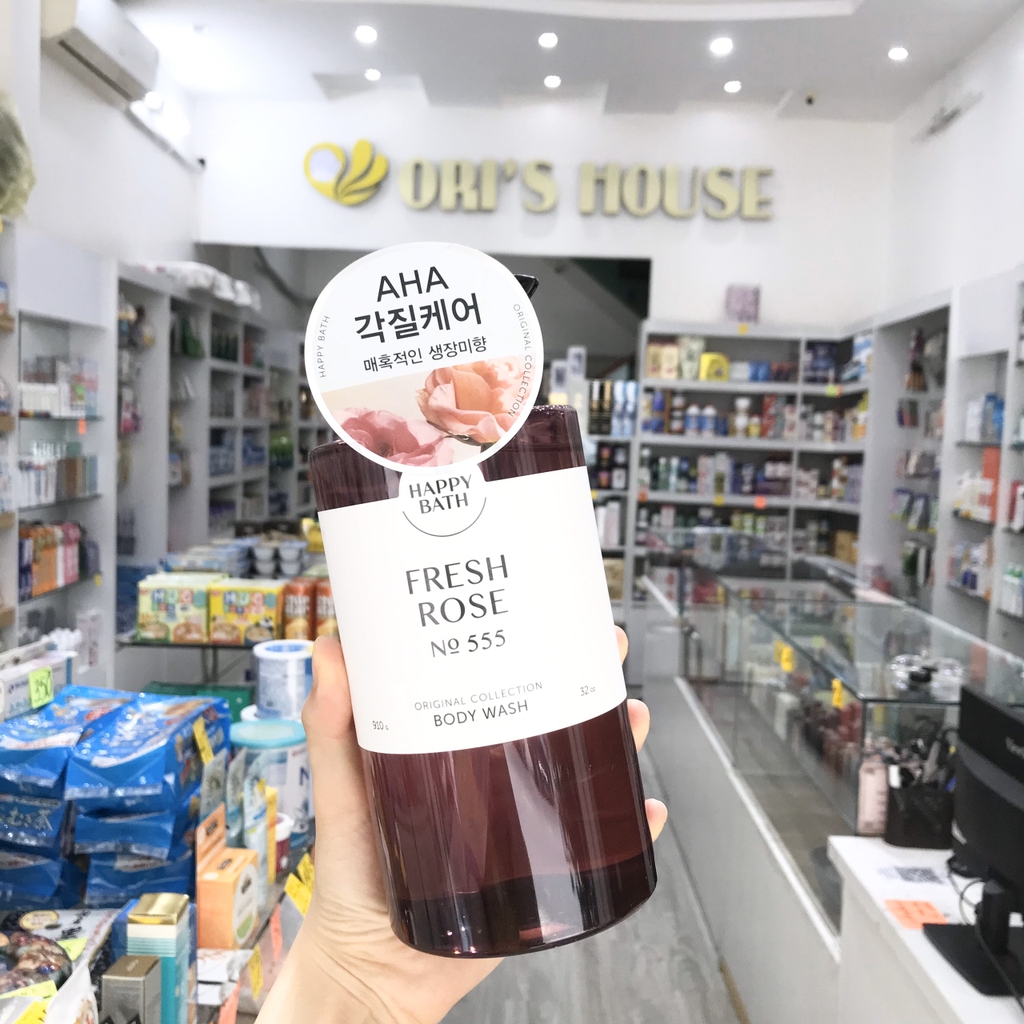 ORI'S HOUSE
AHA
각질케어
매혹적인 생장미향
HAPPY BATH
ORIGINAL COLLECTION
HAPPY
BATH
FRESH
ROSE
№ 555
ORIGINAL COLLECTION
BODY WASH
910 g
32 oz